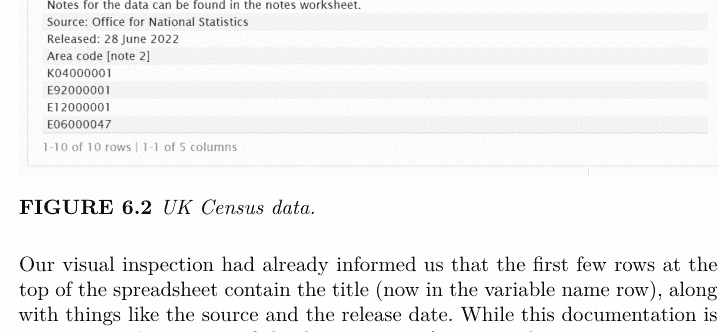 Notes for the data can be found in the notes worksheet.
Source: Office for National Statistics
Released: 28 June 2022
Area code [note 2]
K04000001
E92000001
E12000001
E06000047
1-10 of 10 rows | 1-1 of 5 columns
FIGURE 6.2 UK Census data.
Our visual inspection had already informed us that the first few rows at the
top of the spreadsheet contain the title (now in the variable name row), along
with things like the source and the release date. While this documentation is